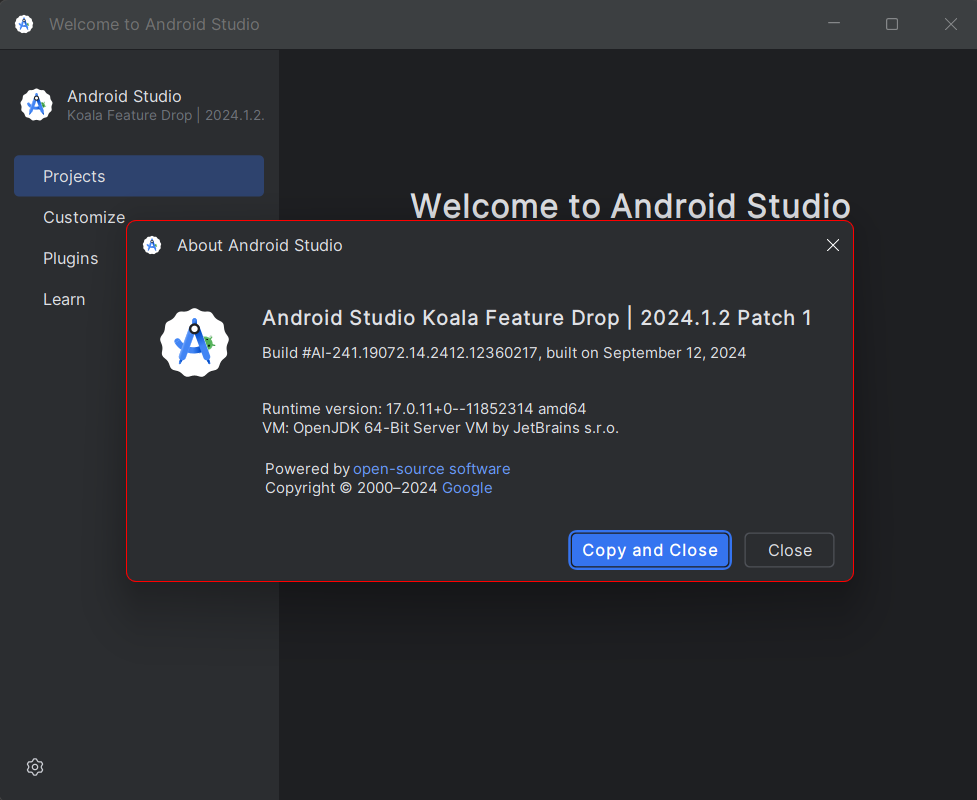 Welcome to Android Studio
Android Studio
Koala Feature Drop | 2024.1.2.
Projects
Customize
Plugins
Learn
Welcome to Android Studio
About Android Studio
Android Studio Koala Feature Drop | 2024.1.2 Patch 1
Build #AI-241.19072.14.2412.12360217, built on September 12, 2024
Runtime version: 17.0.11+0--11852314 amd64
VM: OpenJDK 64-Bit Server VM by JetBrains s.r.o.
Powered by open-source software
Copyright © 2000–2024 Google
Copy and Close
Close